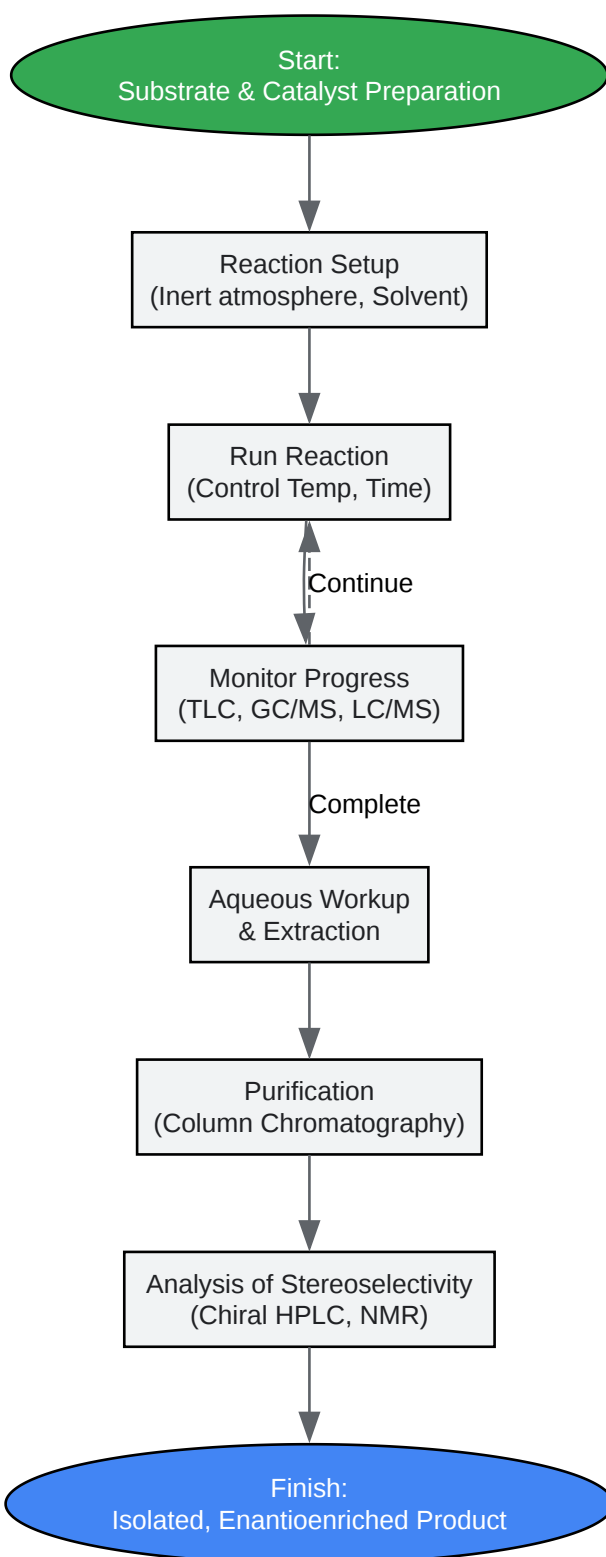 Start:
Substrate & Catalyst Preparation
Reaction Setup
(Inert atmosphere, Solvent)
Run Reaction
(Control Temp, Time)
Continue
Monitor Progress
(TLC, GC/MS, LC/MS)
Complete
Aqueous Workup
& Extraction
Purification
(Column Chromatography)
Analysis of Stereoselectivity
(Chiral HPLC, NMR)
Finish:
Isolated, Enantioenriched Product